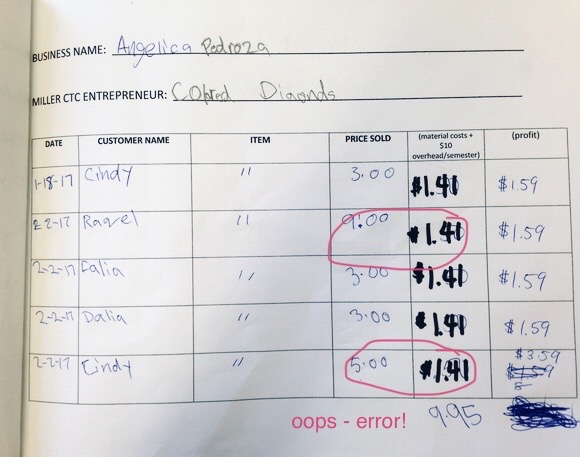 BUSINESS NAME: Angelica Pedroza
MILLER CTC ENTREPRENEUR: Colored Diaonds
DATE CUSTOMER NAME ITEM PRICE SOLD (material costs + $10 overhead/semester) (profit)
1-18-17 Cindy " 3.00 $1.41 $1.59
2-2-17 Raquel " 9.00 $1.41 $1.59
2-2-17 Ealia " 3.00 $1.41 $1.59
2-2-17 Dalia " 3.00 $1.41 $1.59
2-2-17 Cindy " 5.00 $1.41 $3.59
oops - error! 9.95